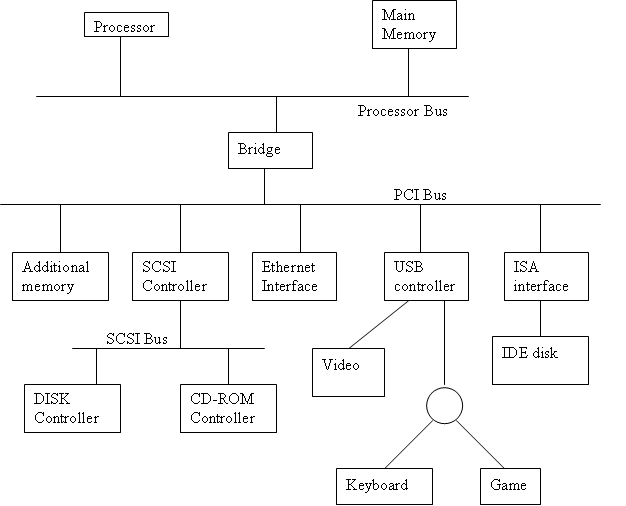 Processor
Main
Memory
Processor Bus
Bridge
PCI Bus
Additional
memory
SCSI
Controller
Ethernet
Interface
USB
controller
ISA
interface
SCSI Bus
Video
IDE disk
DISK
Controller
CD-ROM
Controller
Keyboard
Game